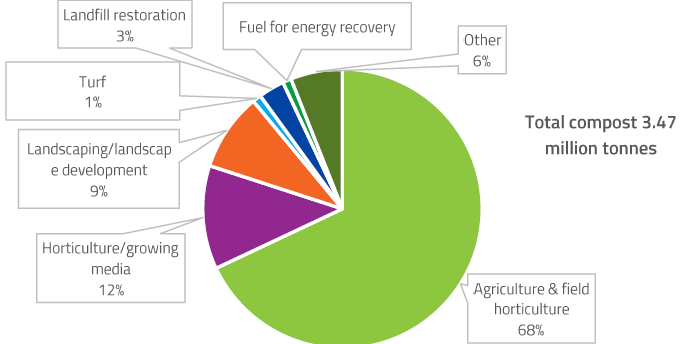 Landfill restoration
3%
Fuel for energy recovery
Other
6%
Turf
1%
Total compost 3.47
million tonnes
Landscaping/landscap
e development
9%
Horticulture/growing
media
12%
Agriculture & field
horticulture
68%